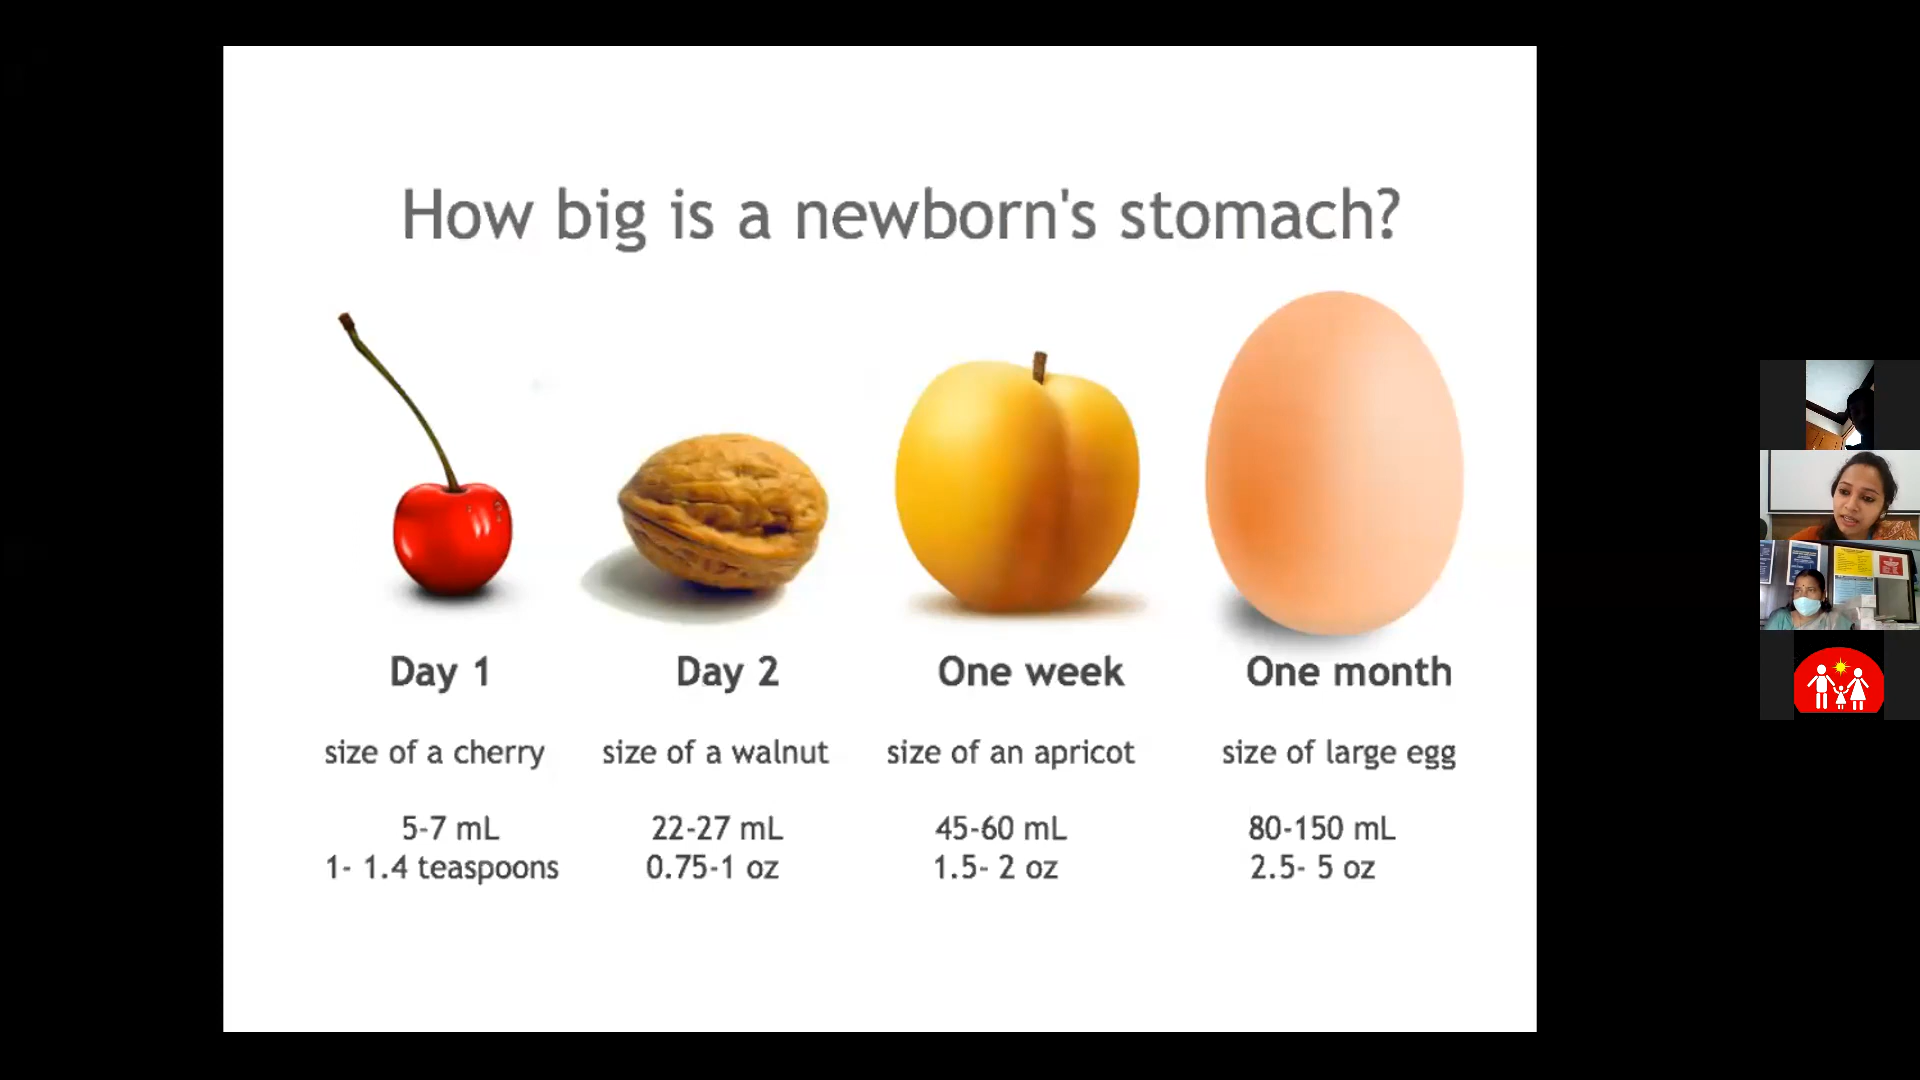 How big is a newborn's stomach?
Day 1 Day 2 One week One month
size of a cherry size of a walnut size of an apricot size of large egg
5-7 mL 22-27 mL 45-60 mL 80-150 mL
1- 1.4 teaspoons 0.75-1 oz 1.5- 2 oz 2.5- 5 oz